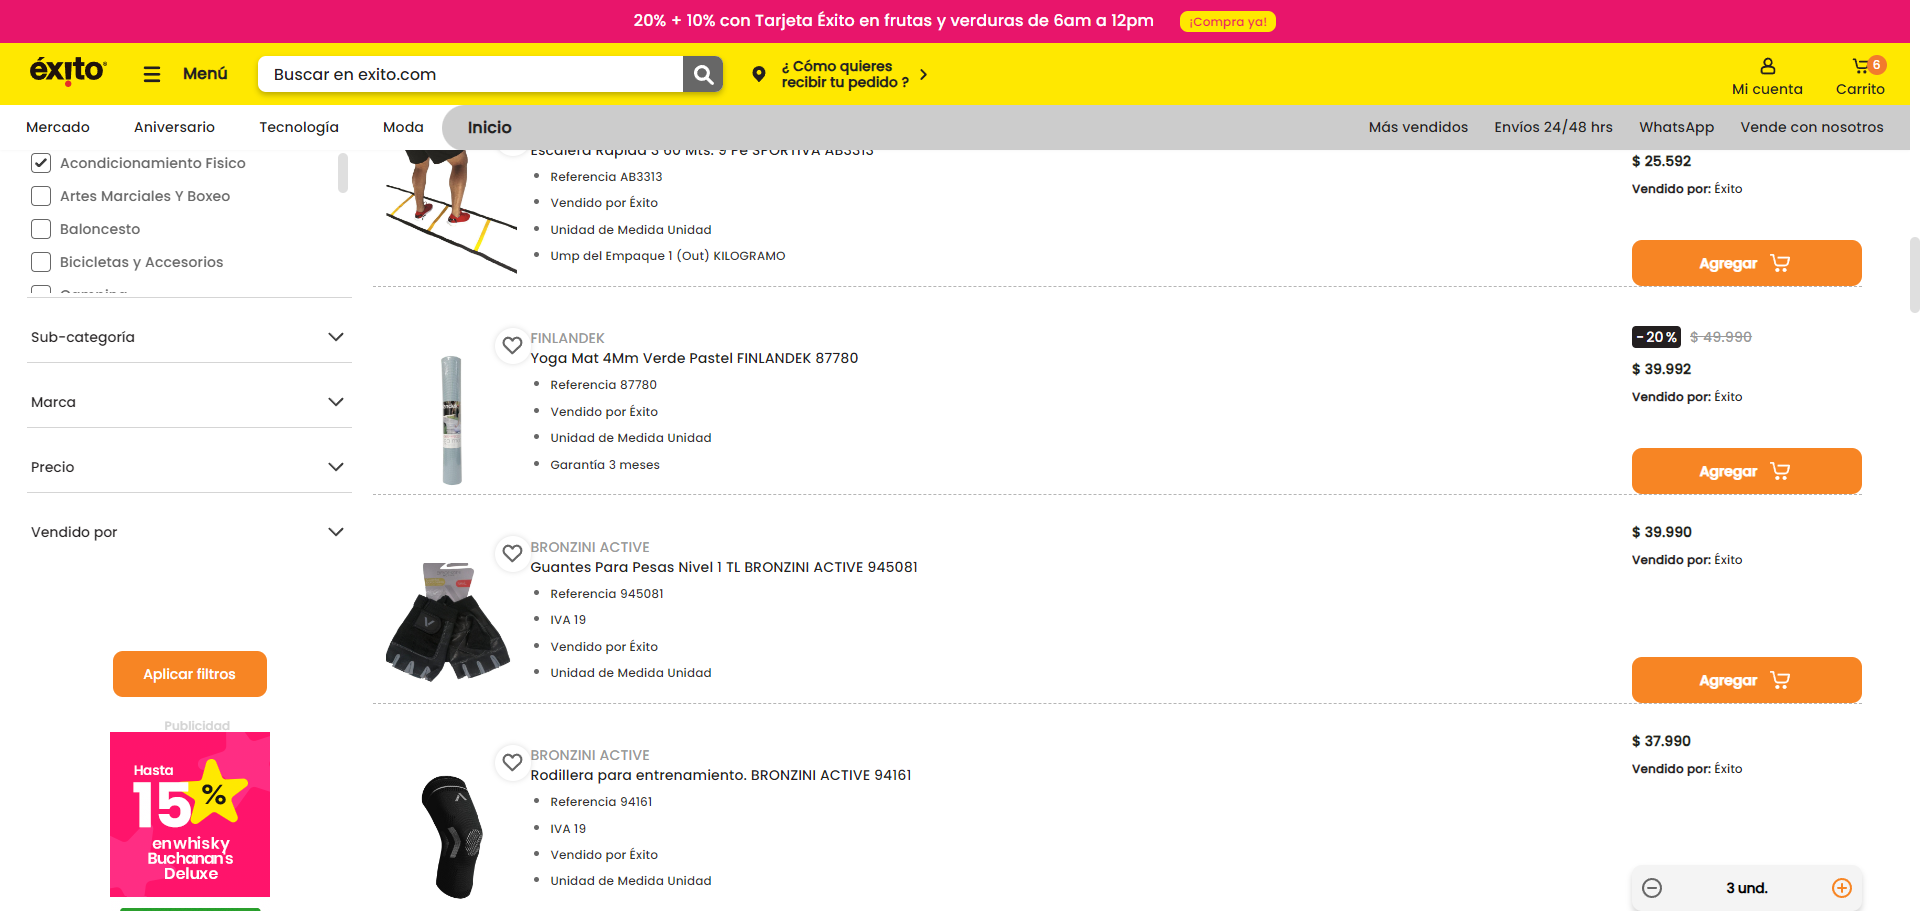 20% + 10% con Tarjeta Éxito en frutas y verduras de 6am a 12pm
¡Compra ya!
éxito
Menú
Buscar en exito.com
¿ Cómo quieres
recibir tu pedido ?
Mi cuenta
6
Carrito
Mercado
Aniversario
Tecnología
Moda
Inicio
Más vendidos
Envíos 24/48 hrs
WhatsApp
Vende con nosotros
Acondicionamiento Fisico
Artes Marciales Y Boxeo
Baloncesto
Bicicletas y Accesorios
Sub-categoría
Marca
Precio
Vendido por
Aplicar filtros
Publicidad
Hasta
15%
en whisky
Buchanan's
Deluxe
Escalera Rapida 3 60 Mts. 9 Pe SPORTIVA AB3313
Referencia AB3313
Vendido por Éxito
Unidad de Medida Unidad
Ump del Empaque 1 (Out) KILOGRAMO
$ 25.592
Vendido por: Éxito
Agregar
FINLANDEK
Yoga Mat 4Mm Verde Pastel FINLANDEK 87780
Referencia 87780
Vendido por Éxito
Unidad de Medida Unidad
Garantía 3 meses
-20% $ 49.990
$ 39.992
Vendido por: Éxito
Agregar
BRONZINI ACTIVE
Guantes Para Pesas Nivel 1 TL BRONZINI ACTIVE 945081
Referencia 945081
IVA 19
Vendido por Éxito
Unidad de Medida Unidad
$ 39.990
Vendido por: Éxito
Agregar
BRONZINI ACTIVE
Rodillera para entrenamiento. BRONZINI ACTIVE 94161
Referencia 94161
IVA 19
Vendido por Éxito
Unidad de Medida Unidad
$ 37.990
Vendido por: Éxito
3 und.